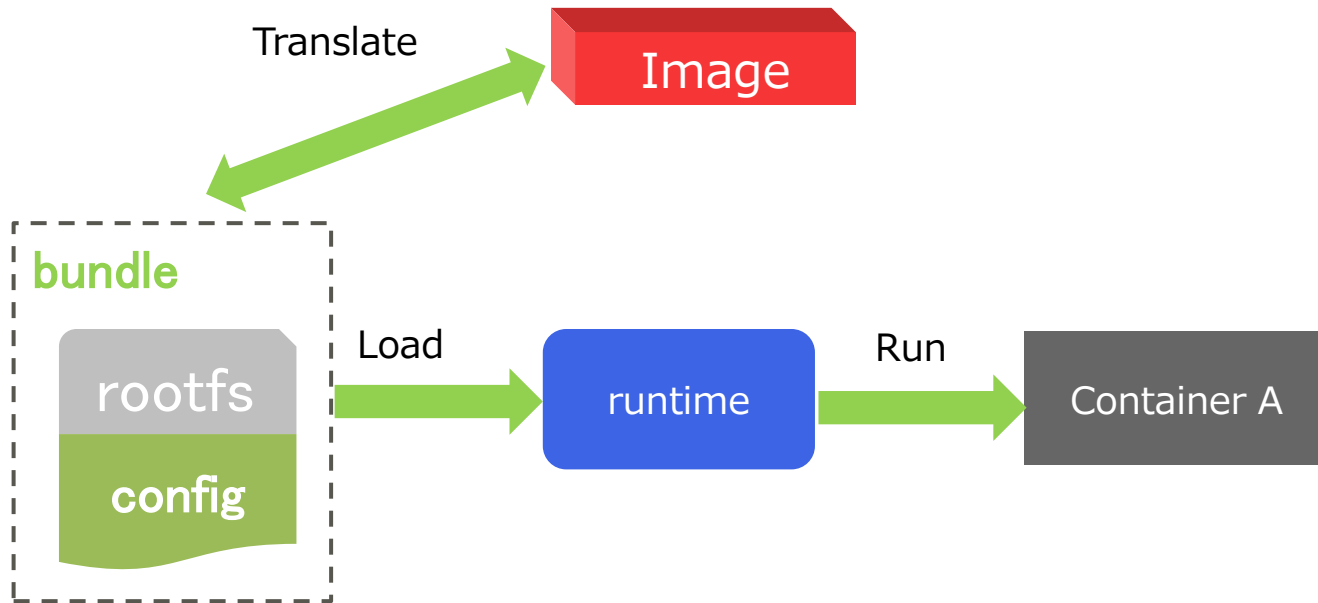 Translate
Image
bundle
rootfs
config
Load
runtime
Run
Container A